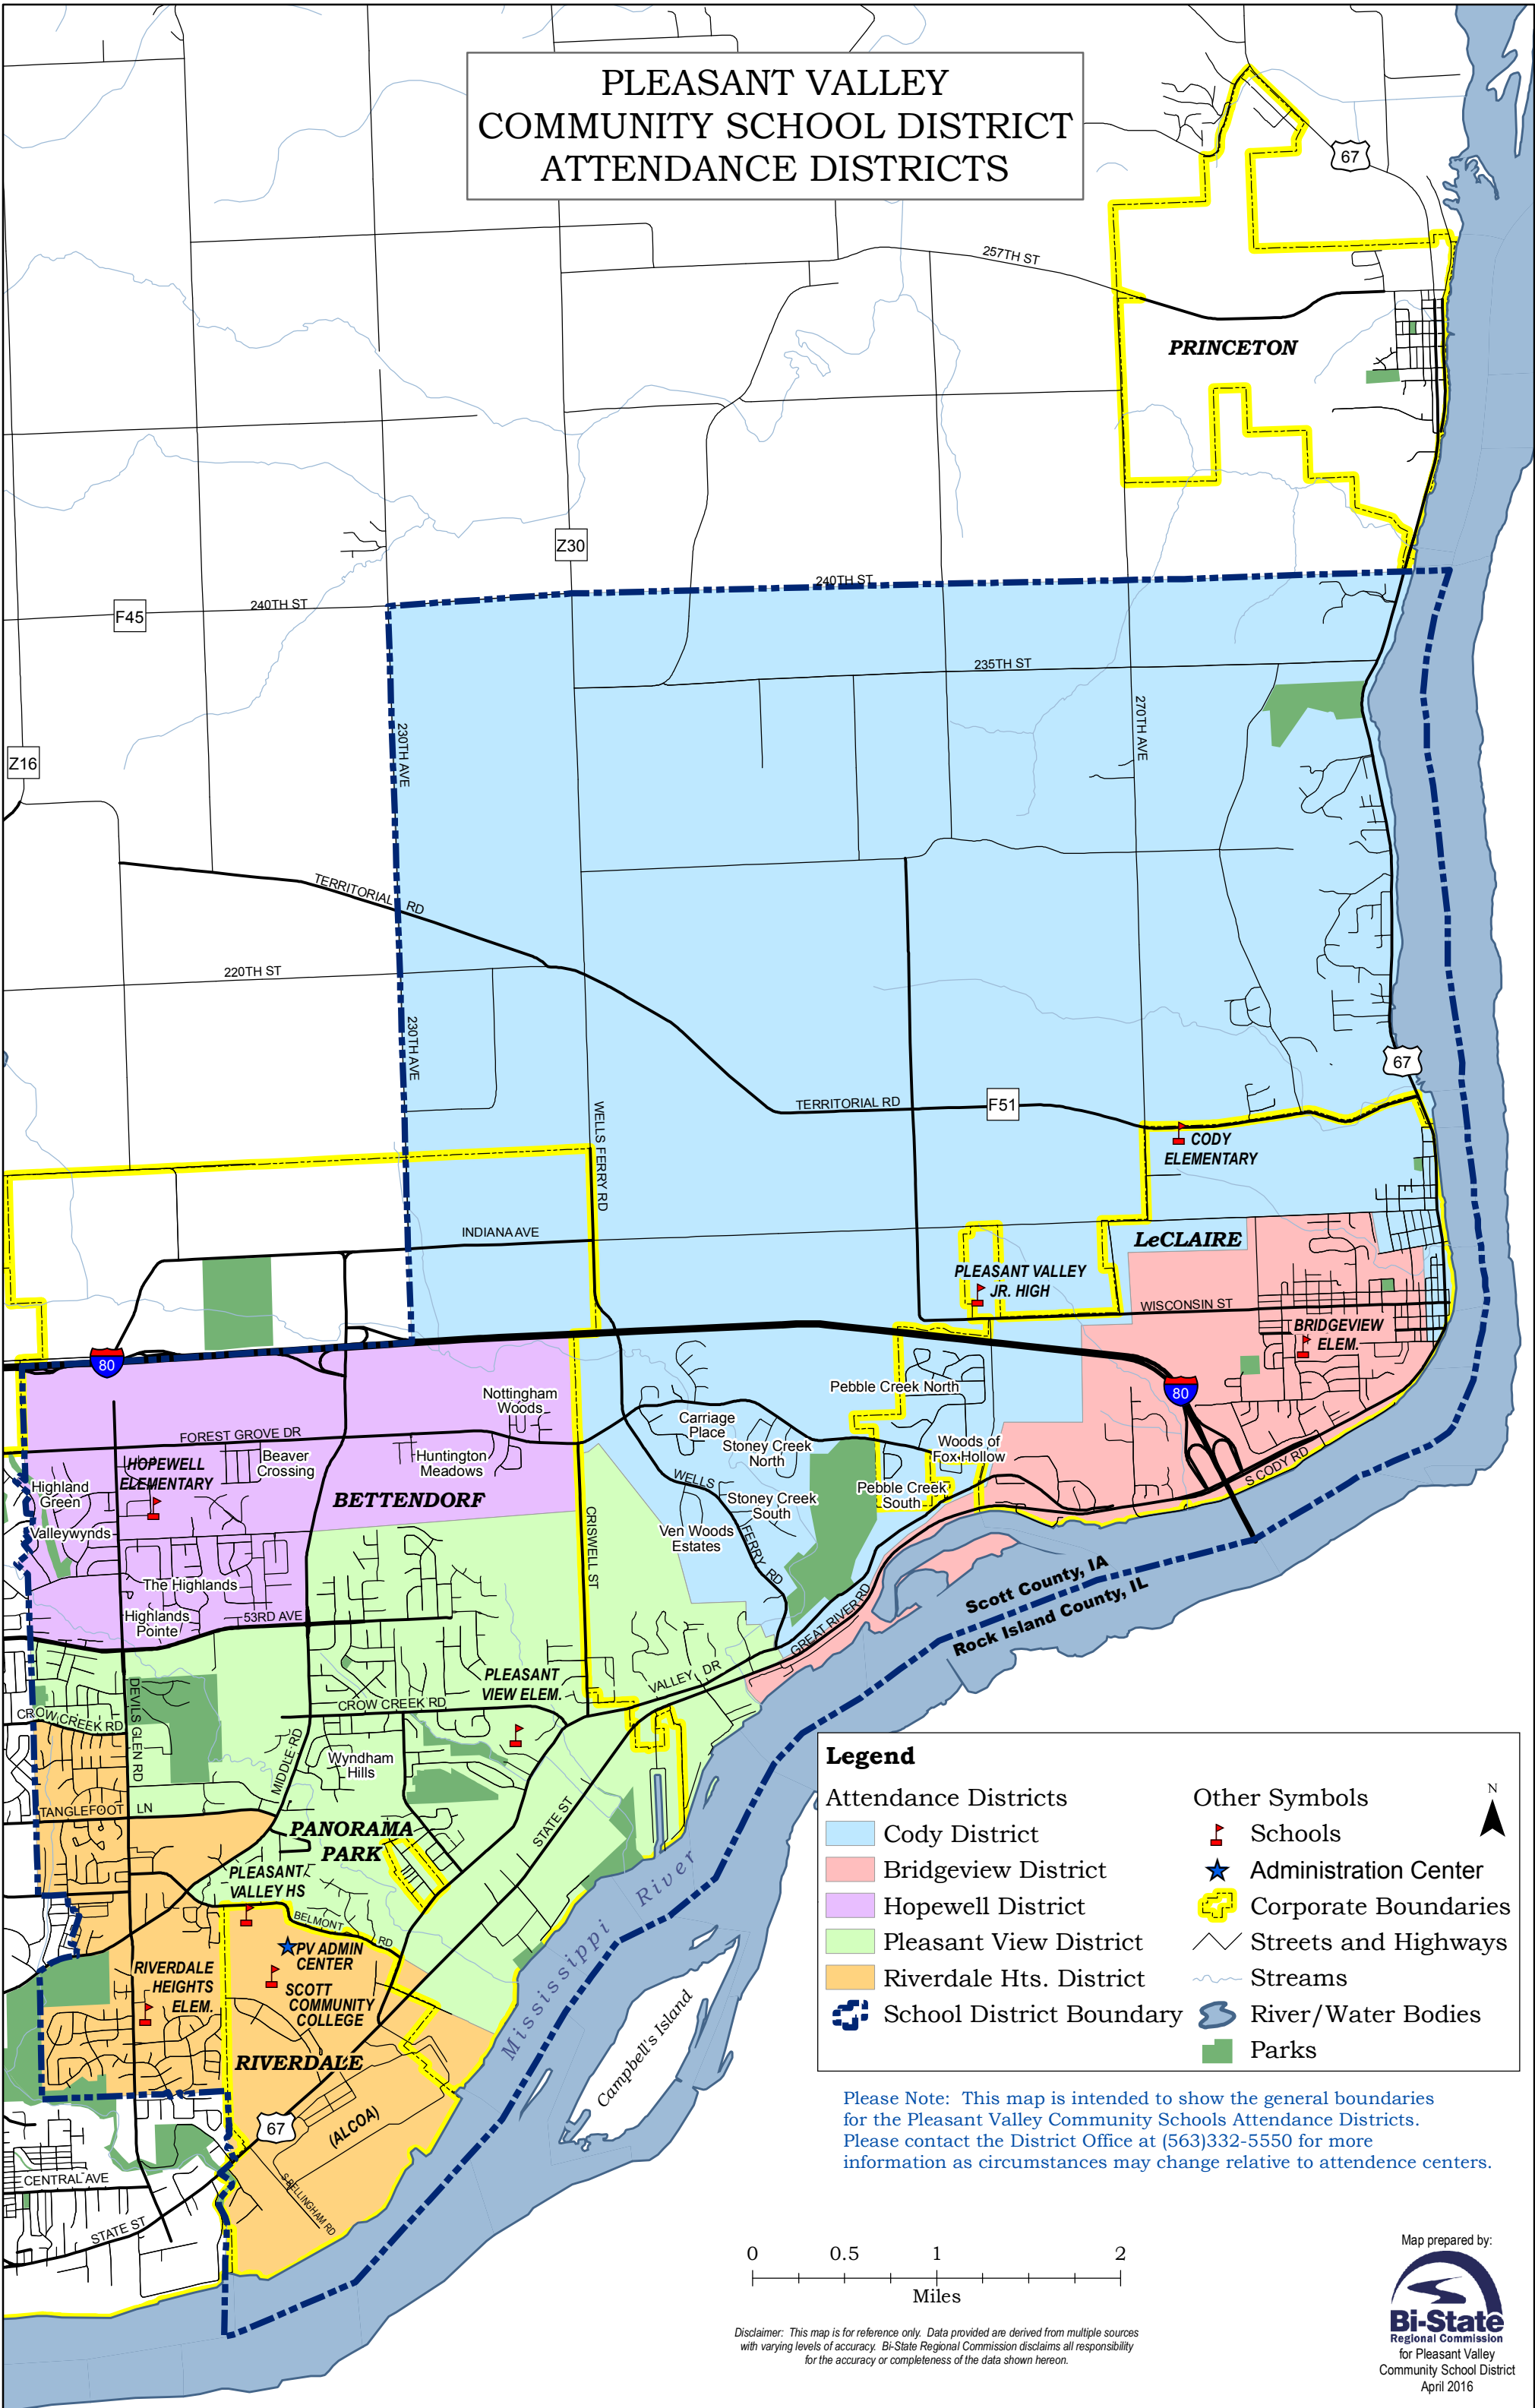 PLEASANT VALLEY
COMMUNITY SCHOOL DISTRICT
ATTENDANCE DISTRICTS
67
257TH ST
PRINCETON
Z30
240TH ST
F45
240TH ST
235TH ST
270TH AVE
230TH AVE
Z16
TERRITORIAL RD
220TH ST
230TH AVE
67
WELLS FERRY RD
TERRITORIAL RD
F51
CODY
ELEMENTARY
INDIANA AVE
LeCLAIRE
PLEASANT VALLEY
JR. HIGH
WISCONSIN ST
BRIDGEVIEW
ELEM.
80
80
Pebble Creek North
Nottingham
Woods
Carriage
Place
Stoney Creek
North
Woods of
Fox Hollow
FOREST GROVE DR
HOPEWELL
ELEMENTARY
Beaver
Crossing
Huntington
Meadows
S CODY RD
Highland
Green
BETTENDORF
WELLS
FERRY RD
Pebble Creek
South
Stoney Creek
South
Valleywynds
CRISWELL ST
Ven Woods
Estates
Scott County, IA
Rock Island County, IL
The Highlands
Highlands
Pointe
53RD AVE
GREAT RIVER RD
PLEASANT
VIEW ELEM.
VALLEY DR
CROW CREEK RD
CROW CREEK RD
DEVILS GLEN RD
MIDDLE RD
Wyndham
Hills
TANGLEFOOT LN
PANORAMA
PARK
STATE ST
PLEASANT
VALLEY HS
BELMONT RD
Mississippi River
PV ADMIN
CENTER
RIVERDALE
HEIGHTS
ELEM.
SCOTT
COMMUNITY
COLLEGE
Campbell's Island
RIVERDALE
67
(ALCOA)
CENTRAL AVE
S BELLINGHAM RD
STATE ST
Legend
Attendance Districts
Cody District
Bridgeview District
Hopewell District
Pleasant View District
Riverdale Hts. District
School District Boundary
Other Symbols
N
Schools
Administration Center
Corporate Boundaries
Streets and Highways
Streams
River/Water Bodies
Parks
Please Note: This map is intended to show the general boundaries
for the Pleasant Valley Community Schools Attendance Districts.
Please contact the District Office at (563)332-5550 for more
information as circumstances may change relative to attendence centers.
0 0.5 1 2
Miles
Disclaimer: This map is for reference only. Data provided are derived from multiple sources
with varying levels of accuracy. Bi-State Regional Commission disclaims all responsibility
for the accuracy or completeness of the data shown hereon.
Map prepared by:
Bi-State
Regional Commission
for Pleasant Valley
Community School District
April 2016